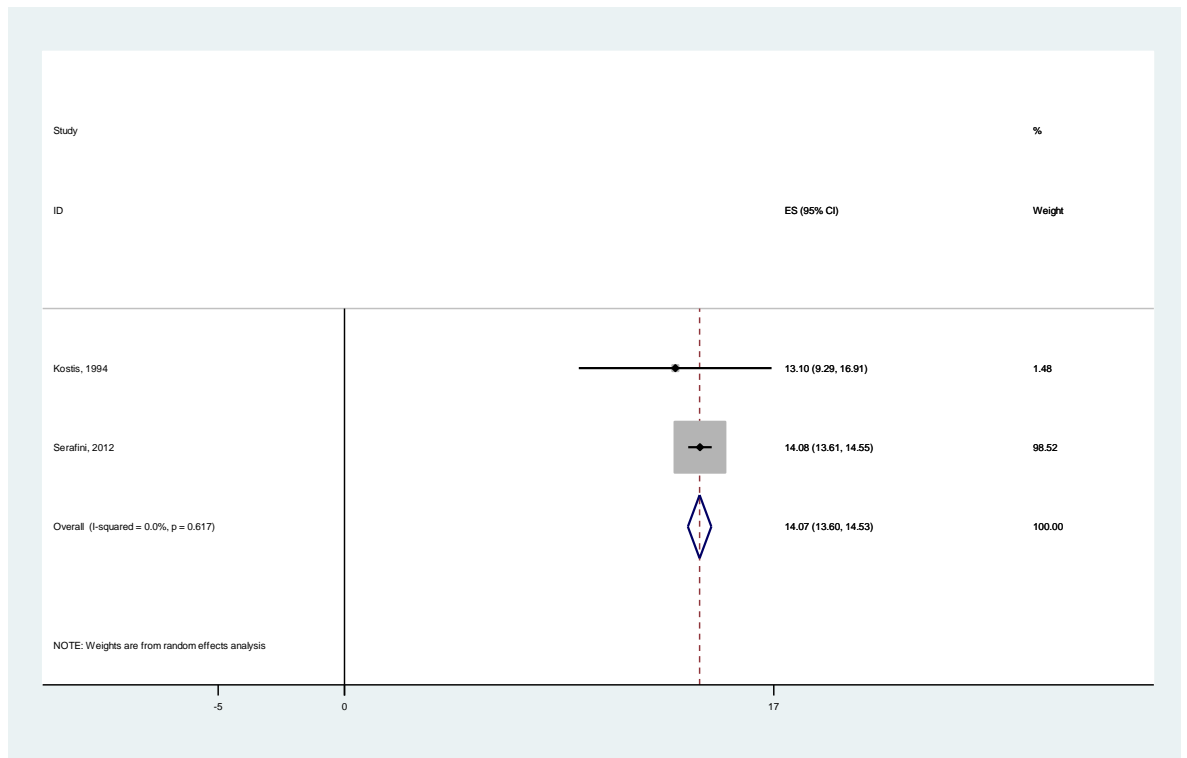 Study %
ID ES (95% CI) Weight
Kostis, 1994 13.10 (9.29, 16.91) 1.48
Serafini, 2012 14.08 (13.61, 14.55) 98.52
Overall (I-squared = 0.0%, p = 0.617) 14.07 (13.60, 14.53) 100.00
NOTE: Weights are from random effects analysis
-5 0 17